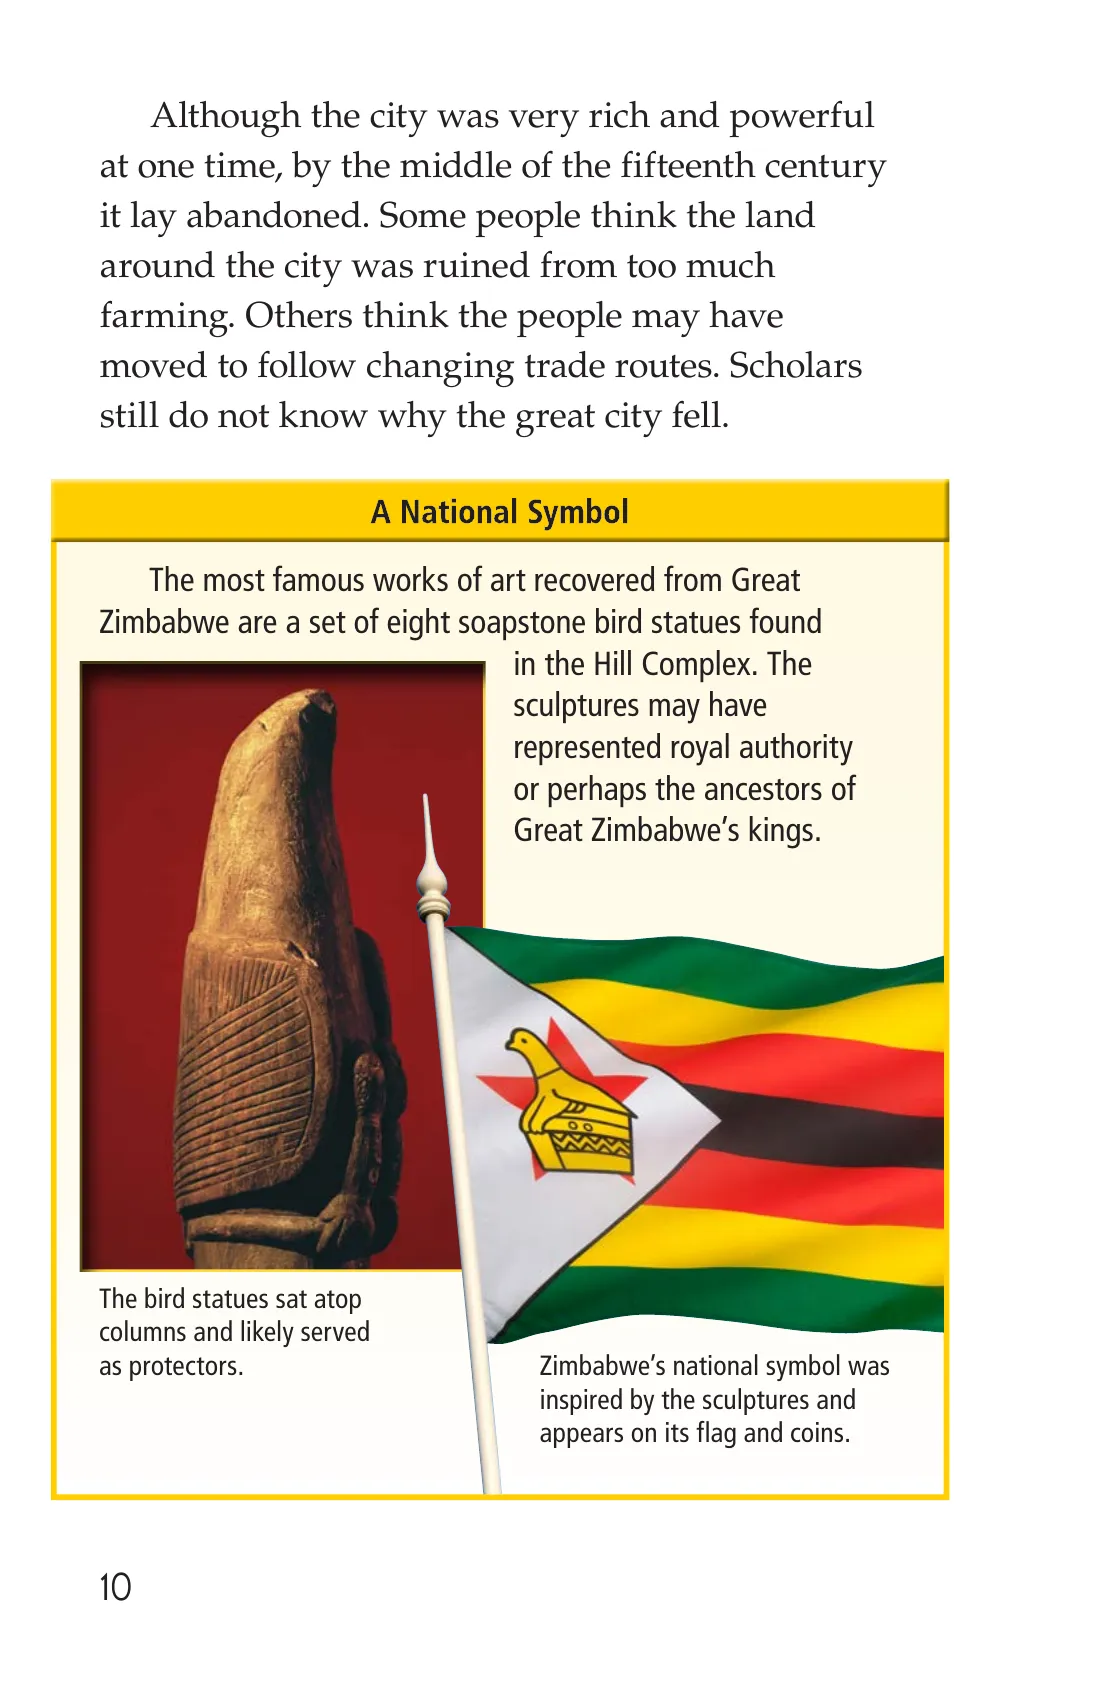 Although the city was very rich and powerful
at one time, by the middle of the fifteenth century
it lay abandoned. Some people think the land
around the city was ruined from too much
farming. Others think the people may have
moved to follow changing trade routes. Scholars
still do not know why the great city fell.
A National Symbol
The most famous works of art recovered from Great
Zimbabwe are a set of eight soapstone bird statues found
in the Hill Complex. The
sculptures may have
represented royal authority
or perhaps the ancestors of
Great Zimbabwe’s kings.
The bird statues sat atop
columns and likely served
as protectors.
Zimbabwe’s national symbol was
inspired by the sculptures and
appears on its flag and coins.
10